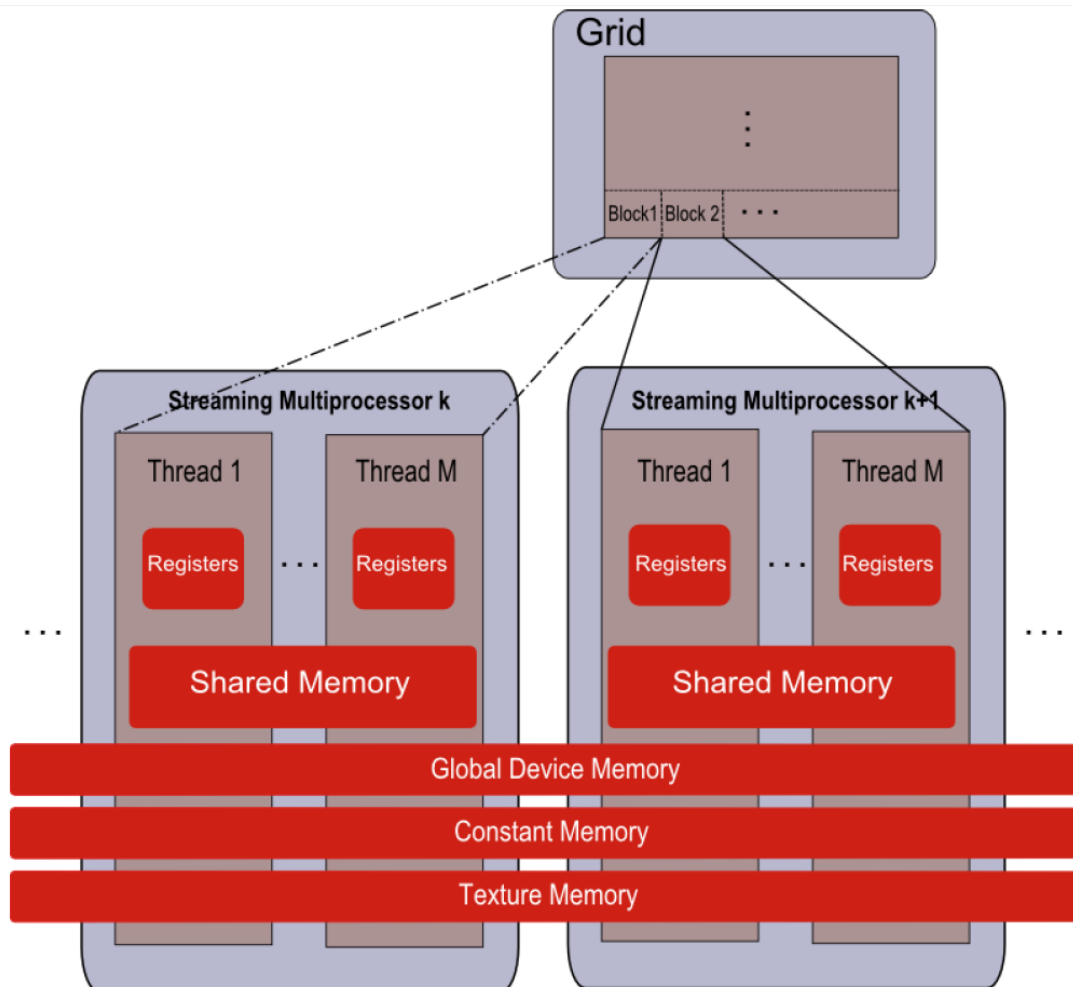 Grid
Block1 Block 2 ...
Streaming Multiprocessor k
Streaming Multiprocessor k+1
Thread 1
Thread M
Thread 1
Thread M
Registers
...
Registers
Registers
...
Registers
...
...
Shared Memory
Shared Memory
Global Device Memory
Constant Memory
Texture Memory